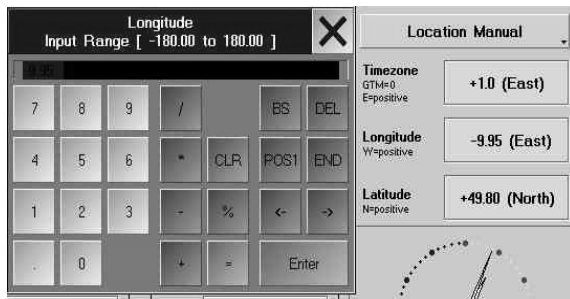 Longitude
Input Range [ -180.00 to 180.00 ]
X
-9.95
7 8 9 / BS DEL
4 5 6 * CLR POS1 END
1 2 3 - % <- ->
. 0 + = Enter
Location Manual
Timezone
GTM=0
E=positive
+1.0 (East)
Longitude
W=positive
-9.95 (East)
Latitude
N=positive
+49.80 (North)